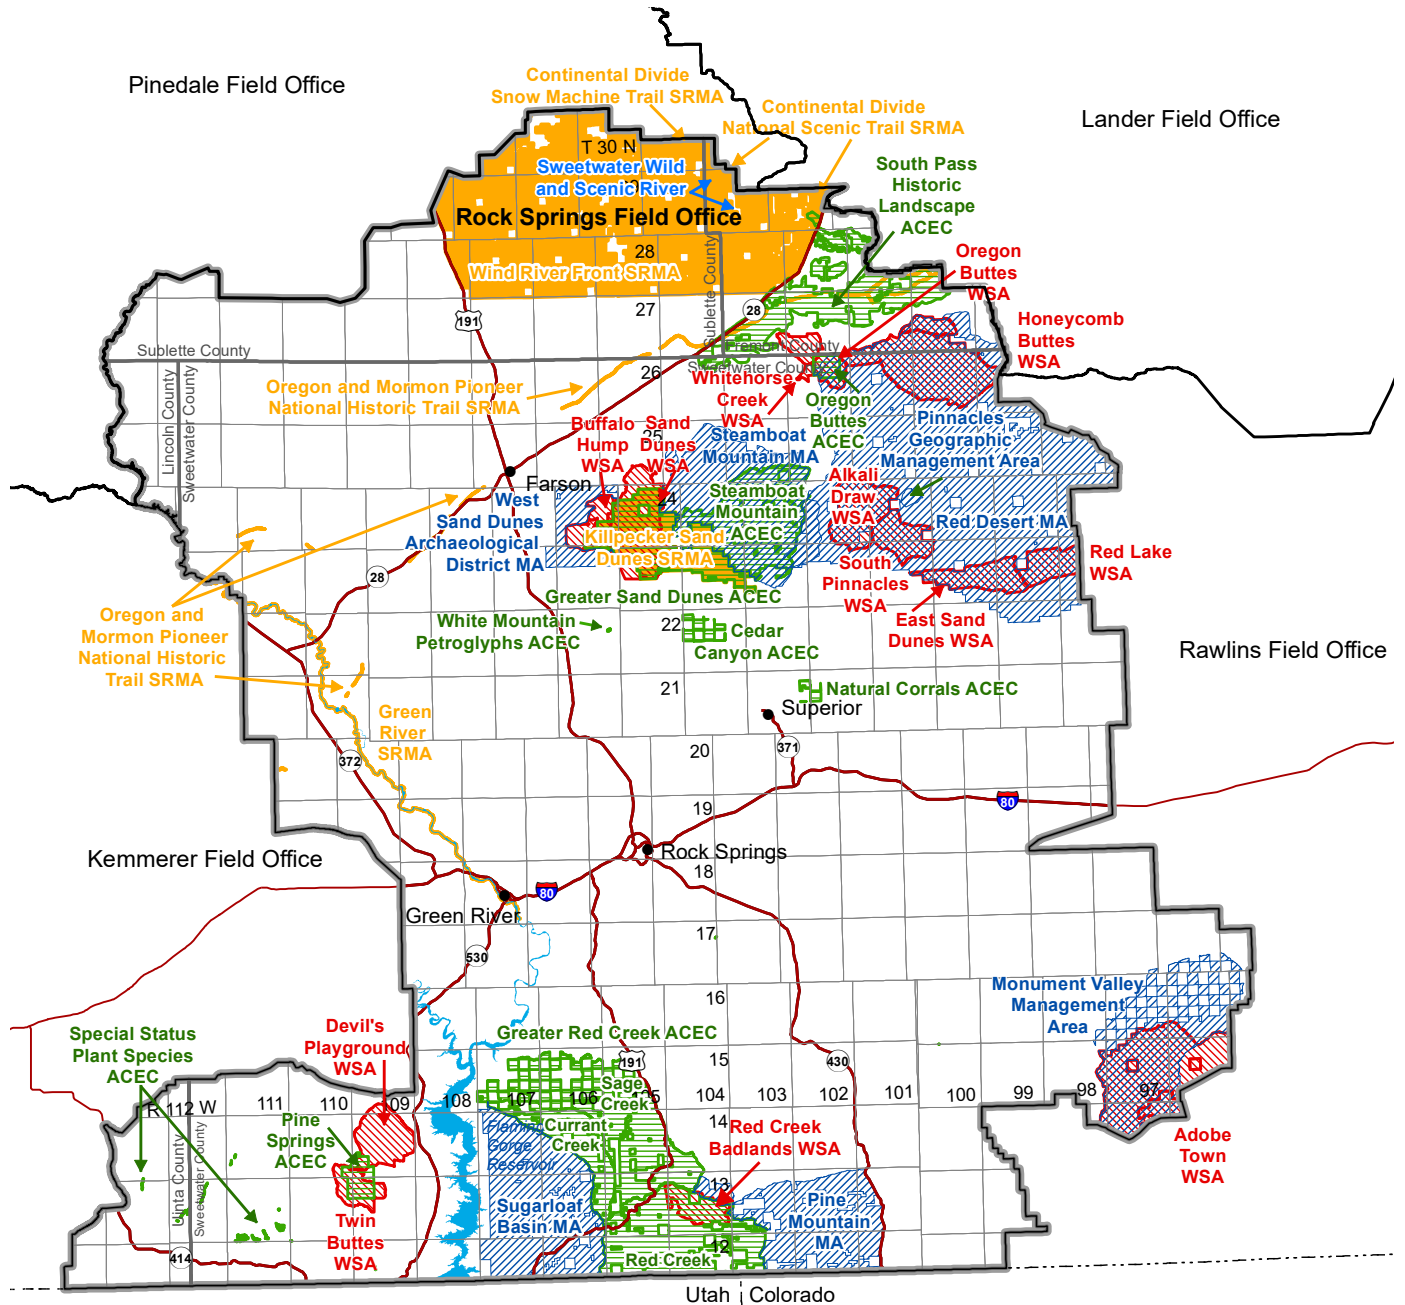 Pinedale Field Office
Continental Divide
Snow Machine Trail SRMA
Continental Divide
National Scenic Trail SRMA
Lander Field Office
T 30 N
Sweetwater Wild
and Scenic River
South Pass
Historic
Landscape
ACEC
Rock Springs Field Office
28
Wind River Front SRMA
Sublette County
Oregon
Buttes
WSA
27
28
191
Honeycomb
Buttes
WSA
Sublette County
Fremont County
Sweetwater County
Lincoln County
Sweetwater County
26
Oregon and Mormon Pioneer
National Historic Trail SRMA
Whitehorse
Creek
WSA
Oregon
Buttes
ACEC
Buffalo
Hump
WSA
Sand
Dunes
WSA
25
Steamboat
Mountain MA
Pinnacles
Geographic
Management Area
Farson
24
Alkali
Draw
WSA
West
Sand Dunes
Archaeological
District MA
Steamboat
Mountain
ACEC
Red Desert MA
Killpecker Sand
Dunes SRMA
Red Lake
WSA
South
Pinnacles
WSA
28
Greater Sand Dunes ACEC
East Sand
Dunes WSA
Oregon and
Mormon Pioneer
National Historic
Trail SRMA
White Mountain
Petroglyphs ACEC
22
Cedar
Canyon ACEC
Rawlins Field Office
21
Natural Corrals ACEC
Superior
Green
River
SRMA
371
20
372
19
80
Kemmerer Field Office
Rock Springs
18
80
Green River
17
530
16
Monument Valley
Management
Area
Special Status
Plant Species
ACEC
Devil's
Playground
WSA
Greater Red Creek ACEC
191
15
430
Sage
Creek
R 112 W
111
110
109
108
107
106
105
104
103
102
101
100
99
98
97
14
Pine
Springs
ACEC
Flaming
Gorge
Reservoir
Currant
Creek
Red Creek
Badlands WSA
Adobe
Town
WSA
Uinta County
Sweetwater County
13
Sugarloaf
Basin MA
Pine
Mountain
MA
Twin
Buttes
WSA
12
414
Red Creek
Utah
Colorado